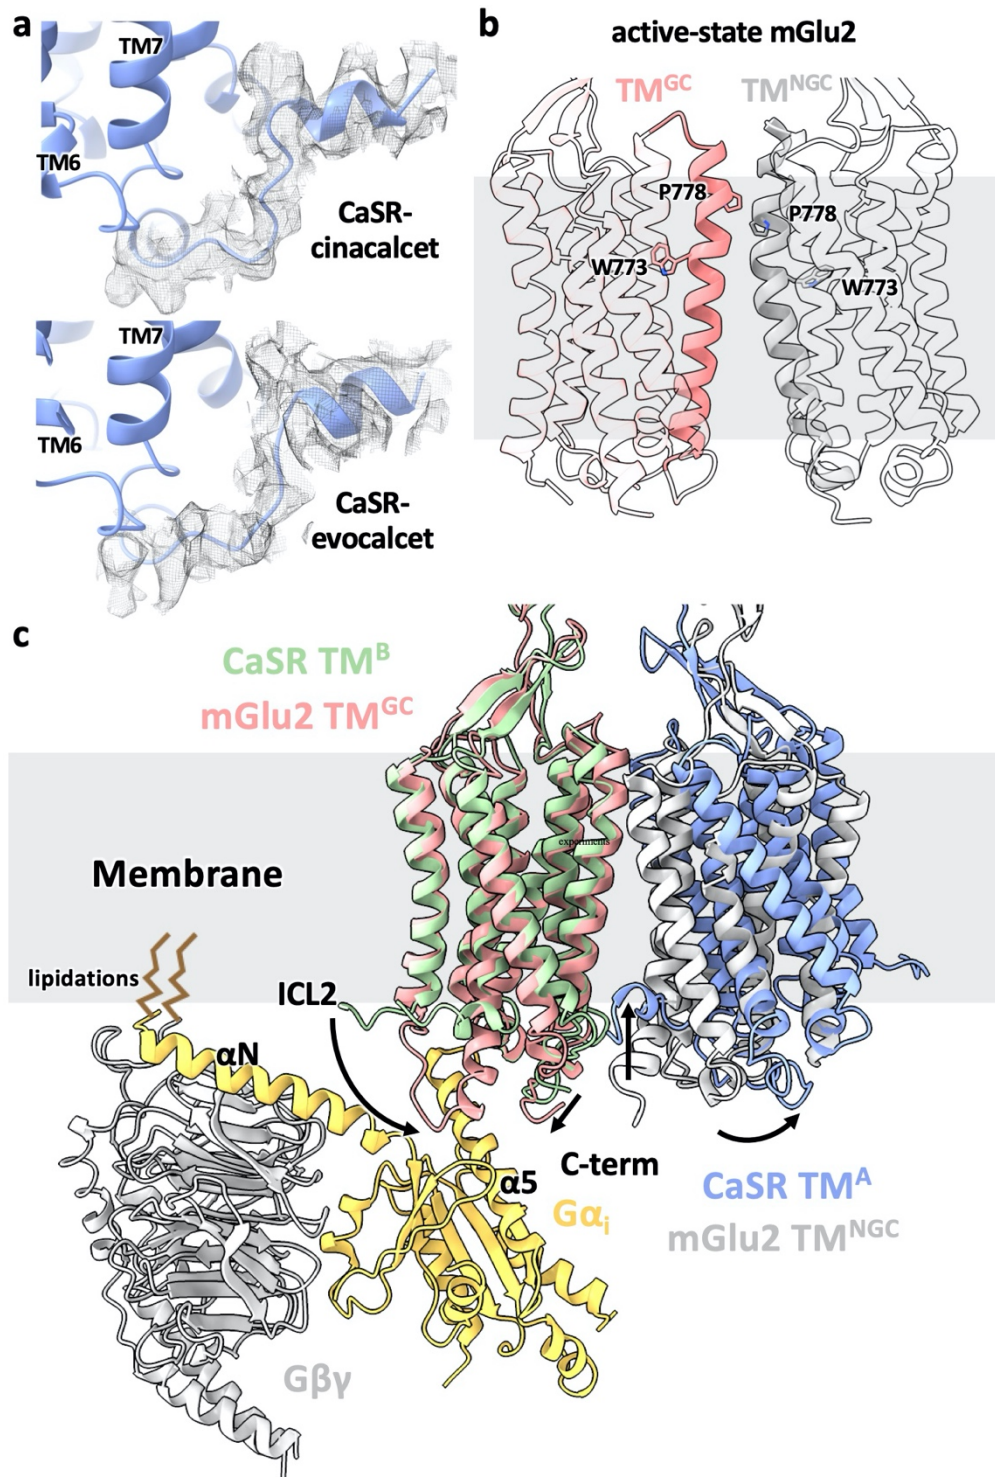 a
TM7
TM6
CaSR-
cinacalcet
TM7
TM6
CaSR-
evocalcet
b
active-state mGlu2
TMᴳᶜ
TMᴺᴳᶜ
P778
P778
W773
W773
c
CaSR TMᴮ
mGlu2 TMᴳᶜ
experiments
Membrane
lipidations
ICL2
αN
α5
C-term
Gαᵢ
CaSR TMᴬ
mGlu2 TMᴺᴳᶜ
Gβγ